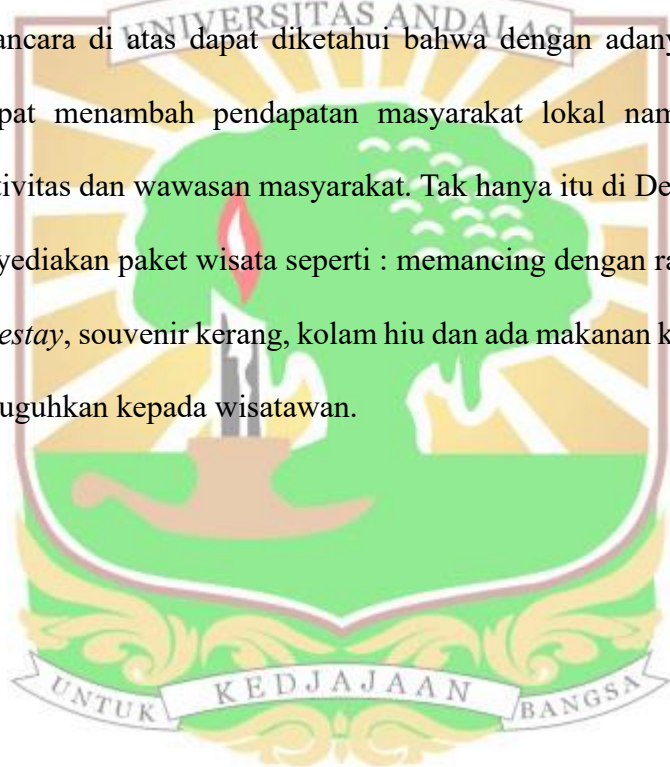 UNIVERSITAS ANDALAS
ancara di atas dapat diketahui bahwa dengan adany
pat menambah pendapatan masyarakat lokal nam
tivitas dan wawasan masyarakat. Tak hanya itu di De
yediakan paket wisata seperti : memancing dengan ra
estay, souvenir kerang, kolam hiu dan ada makanan k
uguhkan kepada wisatawan.
UNTUK KEDJAJAAN BANGSA